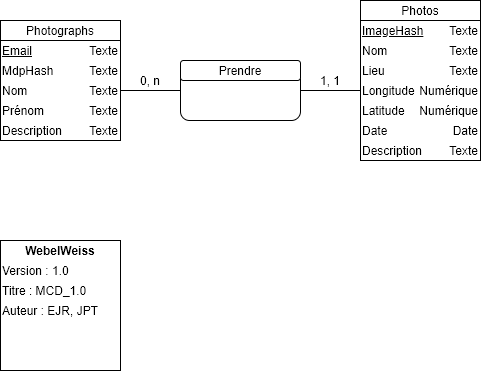 Photographs
Email Texte
MdpHash Texte
Nom Texte
Prénom Texte
Description Texte
0, n
Prendre
1, 1
Photos
ImageHash Texte
Nom Texte
Lieu Texte
Longitude Numérique
Latitude Numérique
Date Date
Description Texte
WebelWeiss
Version : 1.0
Titre : MCD_1.0
Auteur : EJR, JPT